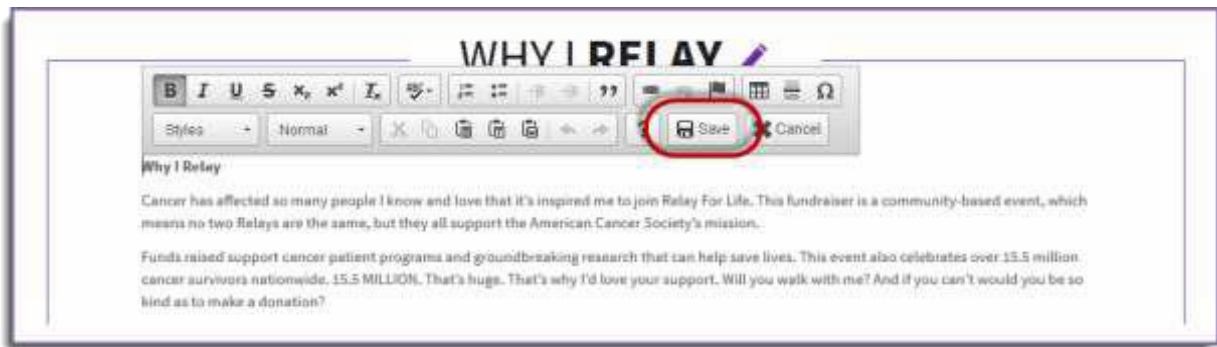 WHY I RELAY
B I U S x₂ x² Iₓ ABC ,, Ω
Styles Normal ? Save Cancel
Why I Relay
Cancer has affected so many people I know and love that it's inspired me to join Relay For Life. This fundraiser is a community-based event, which
means no two Relays are the same, but they all support the American Cancer Society's mission.
Funds raised support cancer patient programs and groundbreaking research that can help save lives. This event also celebrates over 15.5 million
cancer survivors nationwide. 15.5 MILLION. That's huge. That's why I'd love your support. Will you walk with me? And if you can't would you be so
kind as to make a donation?